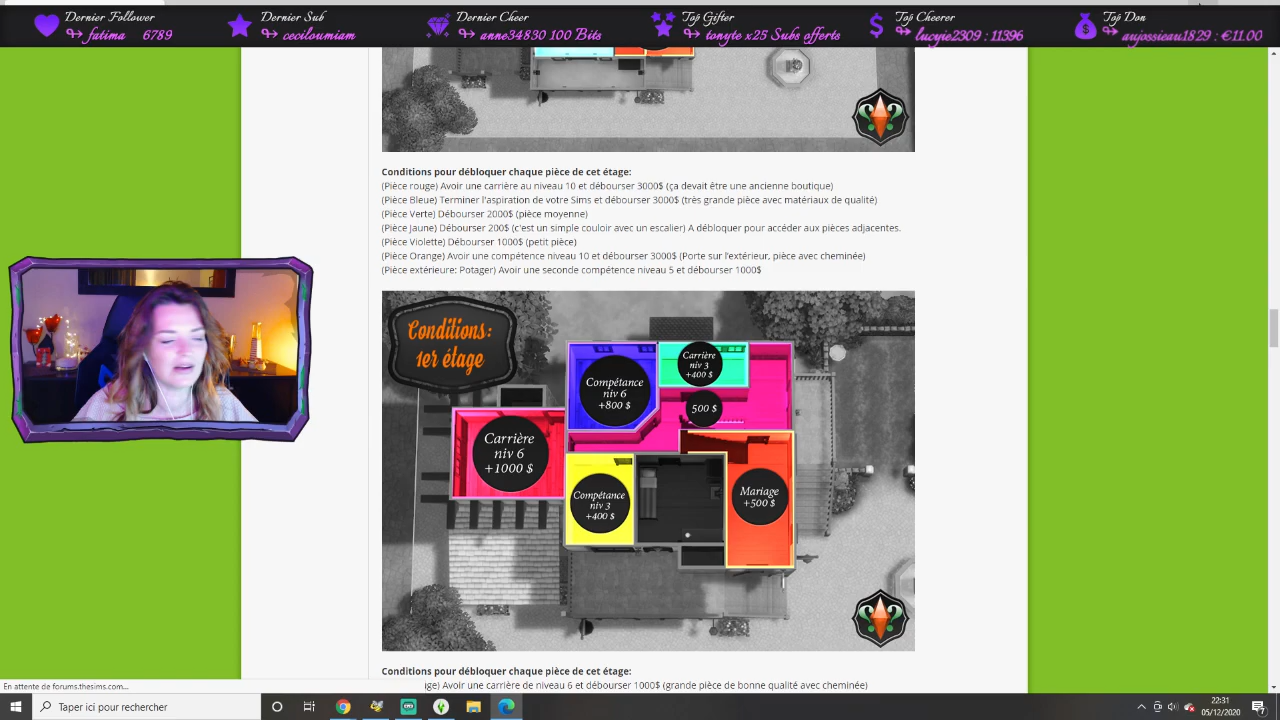 Dernier Follower
fatima 6789
Dernier Sub
ceciloumiam
Dernier Cheer
anne34830 100 Bits
Top Gifter
tonyte x25 Subs offerts
Top Cheerer
lucyie2309 : 11396
Top Don
aujessieau1829 : €11.00
Conditions pour débloquer chaque pièce de cet étage:
(Pièce rouge) Avoir une carrière au niveau 10 et débourser 3000$ (ça devait être une ancienne boutique)
(Pièce Bleue) Terminer l'aspiration de votre Sims et débourser 3000$ (très grande pièce avec matériaux de qualité)
(Pièce Verte) Débourser 2000$ (pièce moyenne)
(Pièce Jaune) Débourser 200$ (c'est un simple couloir avec un escalier) A débloquer pour accéder aux pièces adjacentes.
(Pièce Violette) Débourser 1000$ (petit pièce)
(Pièce Orange) Avoir une compétence niveau 10 et débourser 3000$ (Porte sur l'extérieur, pièce avec cheminée)
(Pièce extérieure: Potager) Avoir une seconde compétence niveau 5 et débourser 1000$
Conditions:
1er étage
Compétance
niv 6
+800 $
Carrière
niv 3
+400 $
500 $
Carrière
niv 6
+1000 $
Compétance
niv 3
+400 $
Mariage
+500 $
Conditions pour débloquer chaque pièce de cet étage:
ge) Avoir une carrière de niveau 6 et débourser 1000$ (grande pièce de bonne qualité avec cheminée)
En attente de forums.thesims.com...
Taper ici pour rechercher
22:31
05/12/2020